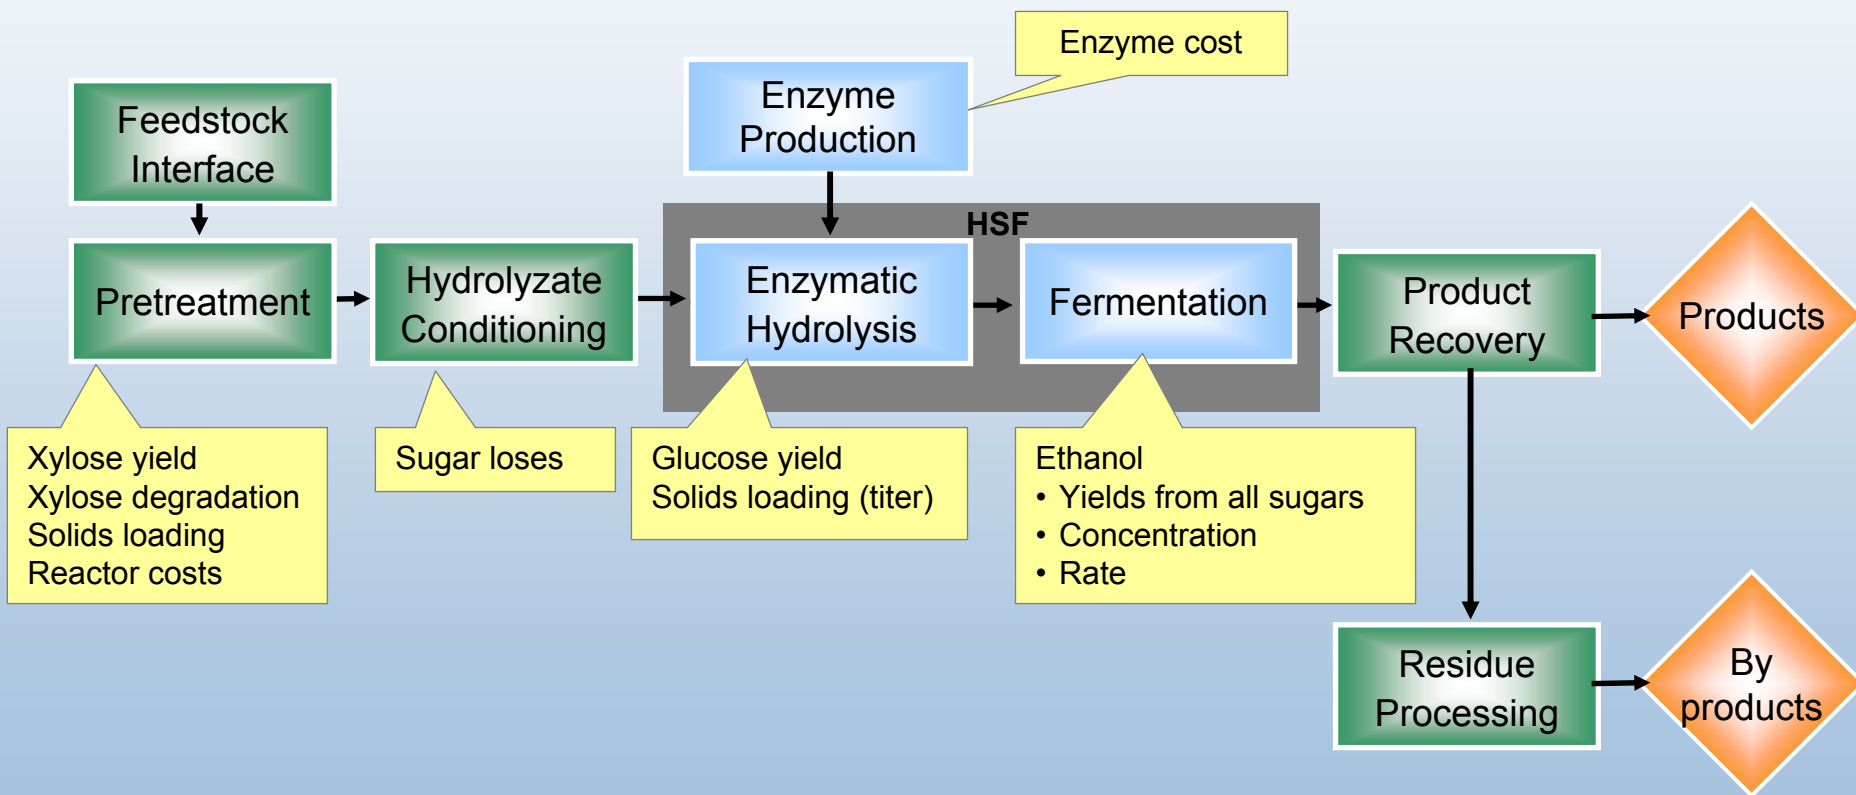 Enzyme cost
Feedstock
Interface
Enzyme
Production
HSF
Pretreatment
Hydrolyzate
Conditioning
Enzymatic
Hydrolysis
Fermentation
Product
Recovery
Products
Xylose yield
Xylose degradation
Solids loading
Reactor costs
Sugar loses
Glucose yield
Solids loading (titer)
Ethanol
• Yields from all sugars
• Concentration
• Rate
Residue
Processing
By
products